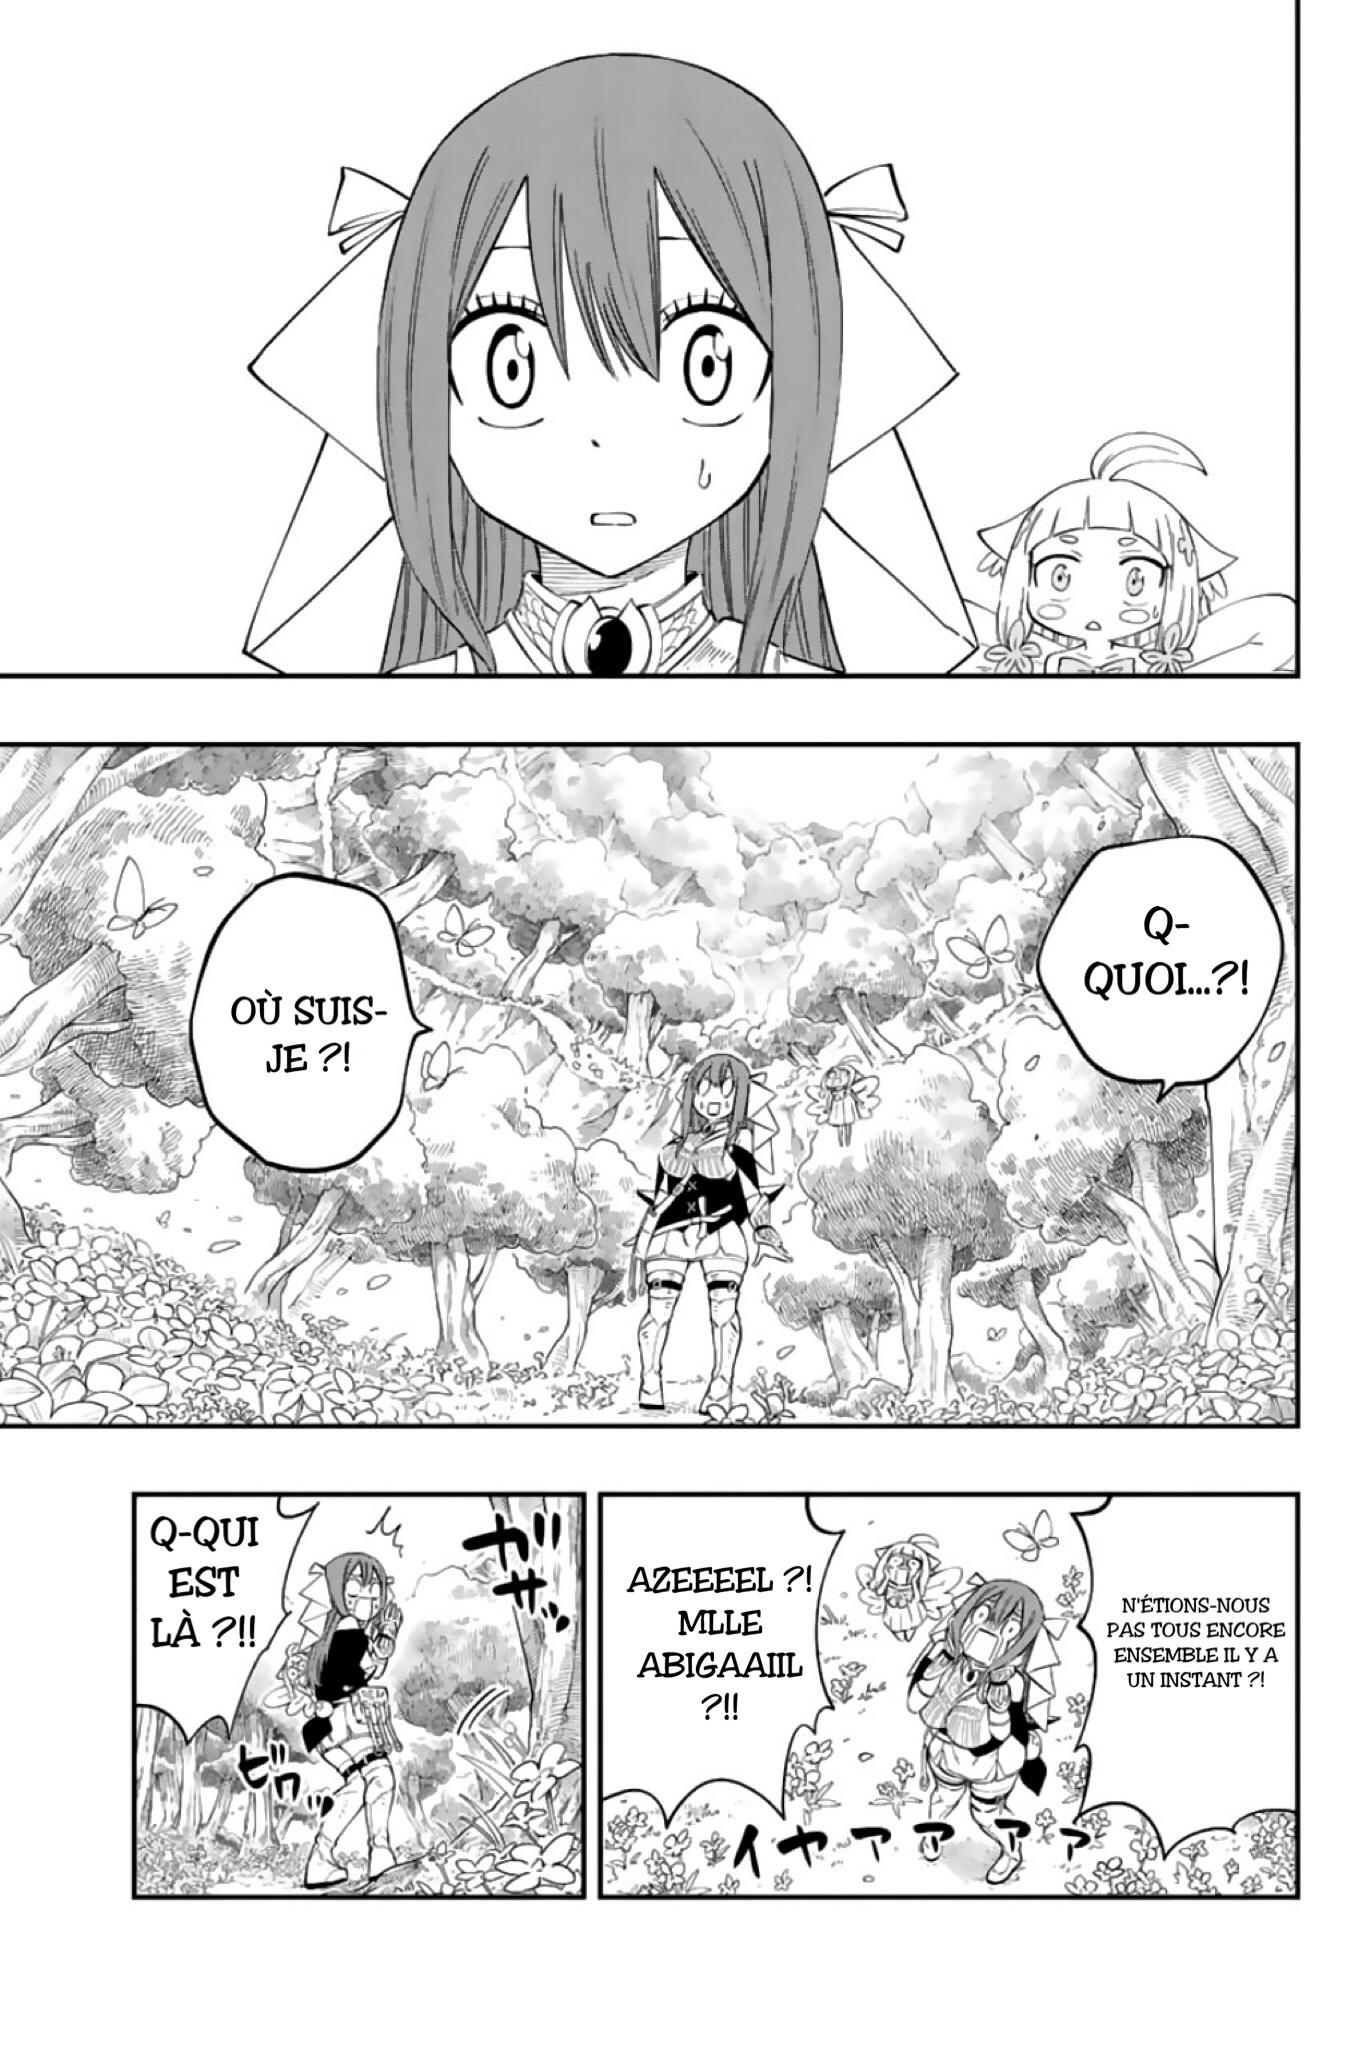 Q-
QUOI...?!
OÙ SUIS-
JE ?!
N'ÉTIONS-NOUS
PAS TOUS ENCORE
ENSEMBLE IL Y A
UN INSTANT ?!
AZEEEEL ?!
MLLE
ABIGAAIIL
?!!
イヤアアアア
ガサッ
Q-QUI
EST
LÀ ?!!
ビクッ